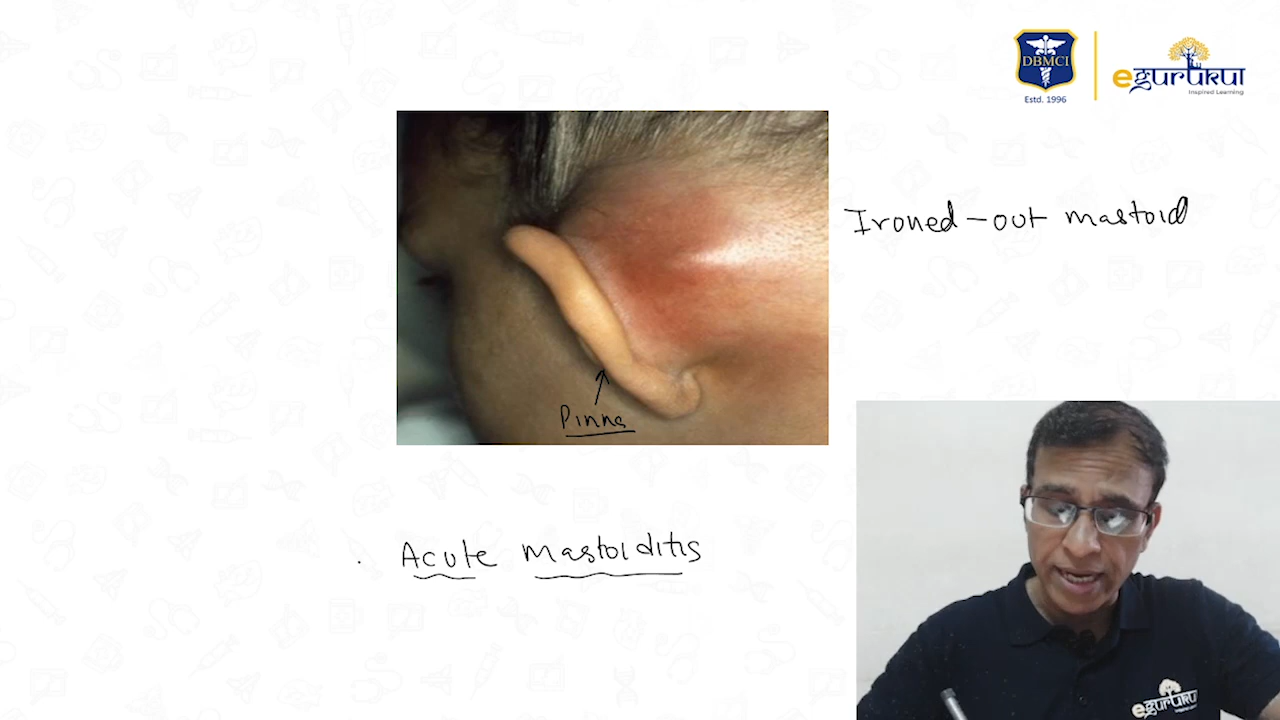 DBMCI
Estd. 1996
eGurukul
Inspired Learning
Ironed-out mastoid
Pinna
Acute Mastoiditis
eGurukul